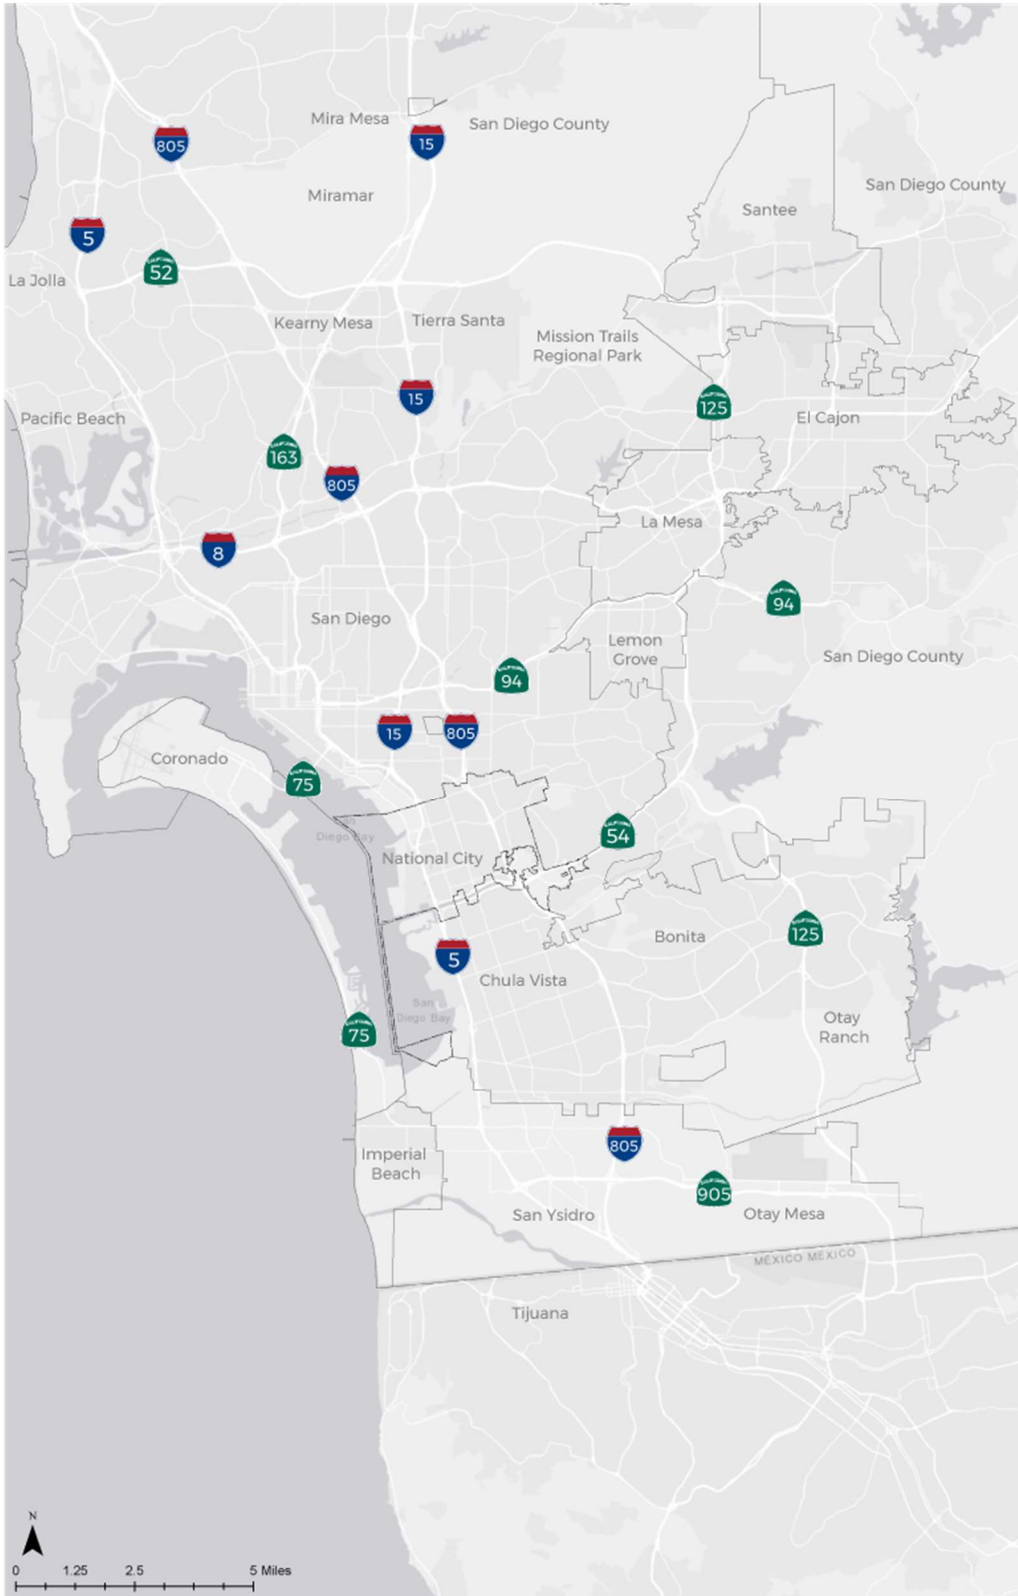 Mira Mesa
San Diego County
CALIFORNIA
805
15
Miramar
San Diego County
Santee
5
52
La Jolla
Kearny Mesa
Tierra Santa
Mission Trails
Regional Park
15
125
Pacific Beach
El Cajon
163
805
La Mesa
8
94
San Diego
Lemon
Grove
San Diego County
94
15
805
Coronado
75
54
Diego Bay
National City
125
Bonita
5
Chula Vista
San
Diego Bay
Otay
Ranch
75
805
Imperial
Beach
905
San Ysidro
Otay Mesa
MÉXICO MEXICO
Tijuana
N
0 1.25 2.5 5 Miles